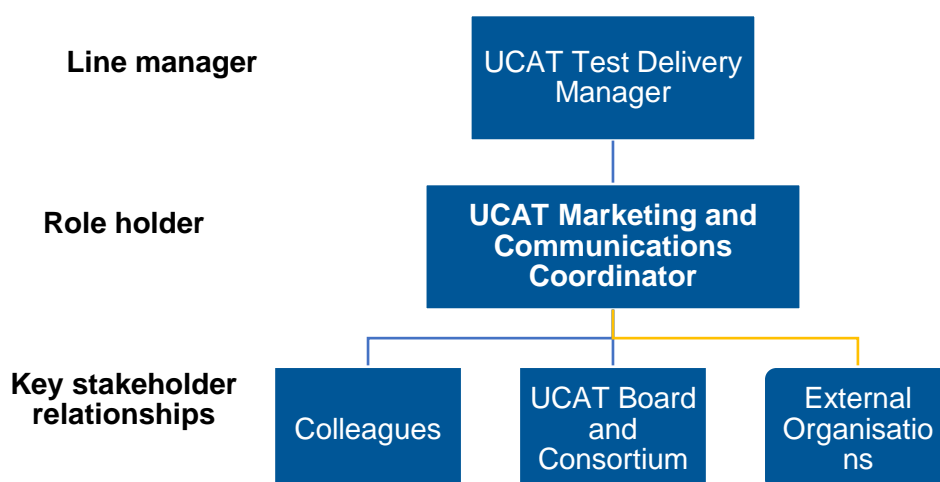 Line manager
UCAT Test Delivery
Manager
Role holder
UCAT Marketing and
Communications
Coordinator
Key stakeholder
relationships
Colleagues
UCAT Board
and
Consortium
External
Organisatio
ns